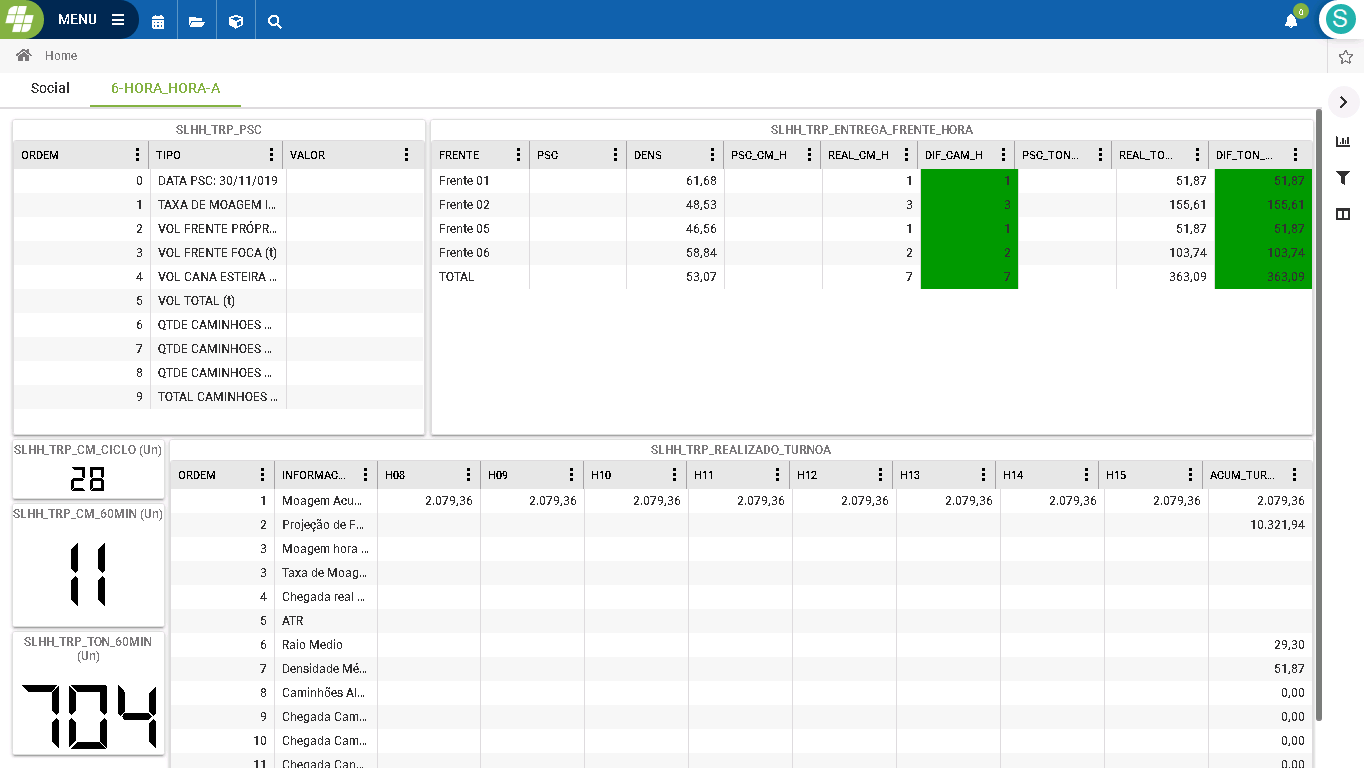 MENU
0
S
Home
Social
6-HORA_HORA-A
SLHH_TRP_PSC
ORDEM TIPO VALOR
0 DATA PSC: 30/11/019
1 TAXA DE MOAGEM I...
2 VOL FRENTE PRÓPR...
3 VOL FRENTE FOCA (t)
4 VOL CANA ESTEIRA ...
5 VOL TOTAL (t)
6 QTDE CAMINHOES ...
7 QTDE CAMINHOES ...
8 QTDE CAMINHOES ...
9 TOTAL CAMINHOES ...
SLHH_TRP_ENTREGA_FRENTE_HORA
FRENTE PSC DENS PSC_CM_H REAL_CM_H DIF_CAM_H PSC_TON... REAL_TO... DIF_TON_...
Frente 01 61,68 1 1 51,87 51,87
Frente 02 48,53 3 3 155,61 155,61
Frente 05 46,56 1 1 51,87 51,87
Frente 06 58,84 2 2 103,74 103,74
TOTAL 53,07 7 7 363,09 363,09
SLHH_TRP_CM_CICLO (Un)
28
SLHH_TRP_CM_60MIN (Un)
11
SLHH_TRP_TON_60MIN
(Un)
704
SLHH_TRP_REALIZADO_TURNOA
ORDEM INFORMAC... H08 H09 H10 H11 H12 H13 H14 H15 ACUM_TUR...
1 Moagem Acu... 2.079,36 2.079,36 2.079,36 2.079,36 2.079,36 2.079,36 2.079,36 2.079,36 2.079,36
2 Projeção de F... 10.321,94
3 Moagem hora ...
3 Taxa de Moag...
4 Chegada real ...
5 ATR
6 Raio Medio 29,30
7 Densidade Mé... 51,87
8 Caminhões Al... 0,00
9 Chegada Cam... 0,00
10 Chegada Cam... 0,00
11 Chegada Can... 0,00